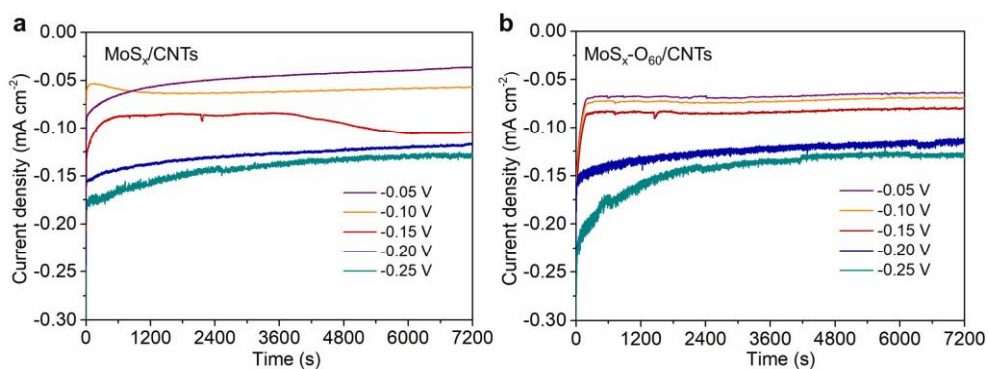 a
MoSₓ/CNTs
Current density (mA cm⁻²)
0.00
-0.05
-0.10
-0.15
-0.20
-0.25
-0.30
-0.05 V
-0.10 V
-0.15 V
-0.20 V
-0.25 V
0 1200 2400 3600 4800 6000 7200
Time (s)
b
MoSₓ-O₆₀/CNTs
Current density (mA cm⁻²)
0.00
-0.05
-0.10
-0.15
-0.20
-0.25
-0.30
-0.05 V
-0.10 V
-0.15 V
-0.20 V
-0.25 V
0 1200 2400 3600 4800 6000 7200
Time (s)